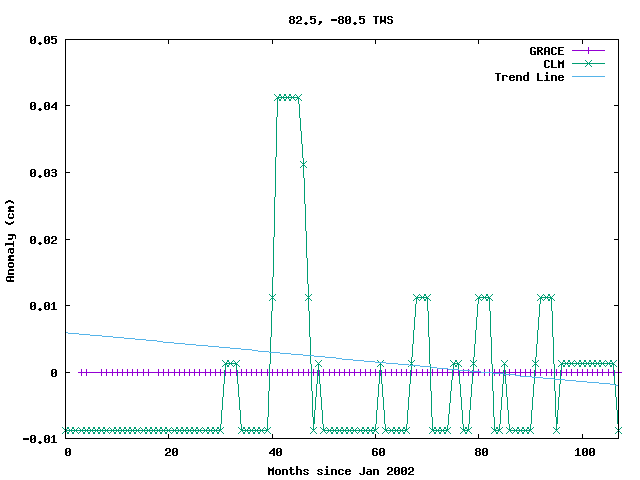 82.5, -80.5 TWS
0.05
GRACE
CLM
Trend Line
0.04
0.03
0.02
0.01
0
-0.01
Anomaly (cm)
0 20 40 60 80 100
Months since Jan 2002